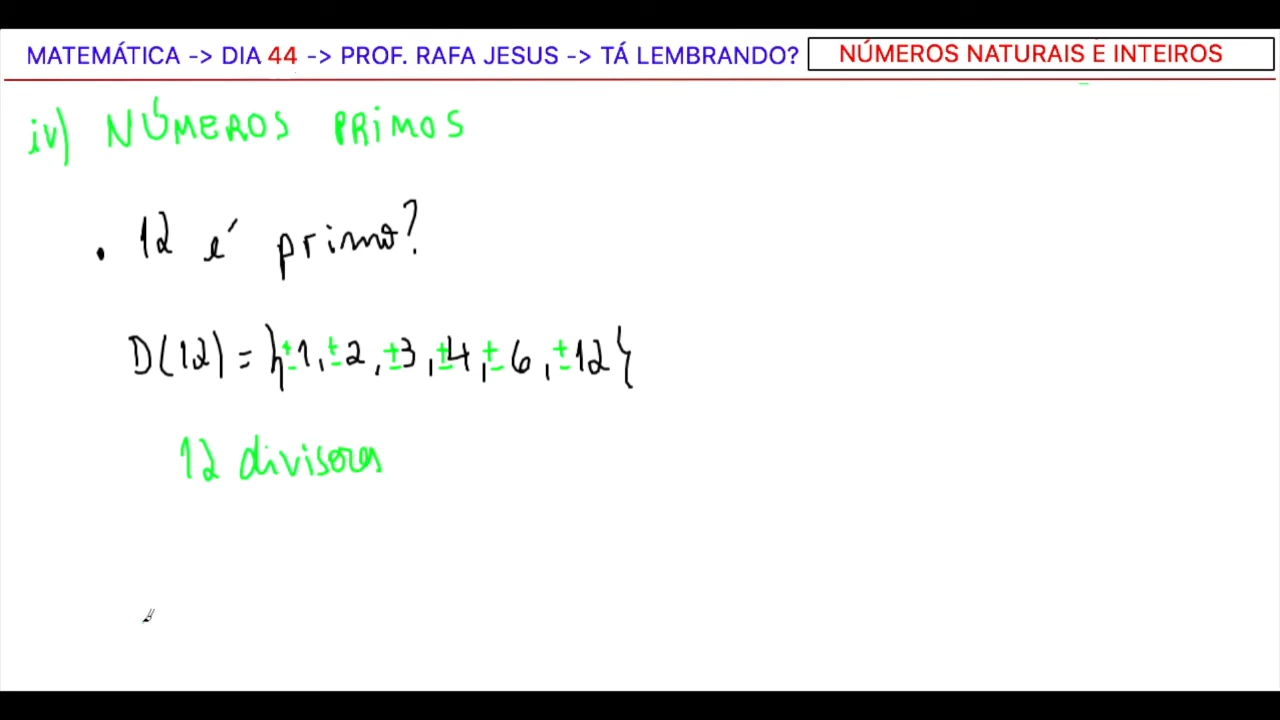 MATEMÁTICA -> DIA 44 -> PROF. RAFA JESUS -> TÁ LEMBRANDO? NÚMEROS NATURAIS E INTEIROS
iv) NÚMEROS PRIMOS
• 12 é primo?
D(12) = {±1, ±2, ±3, ±4, ±6, ±12}
12 divisores